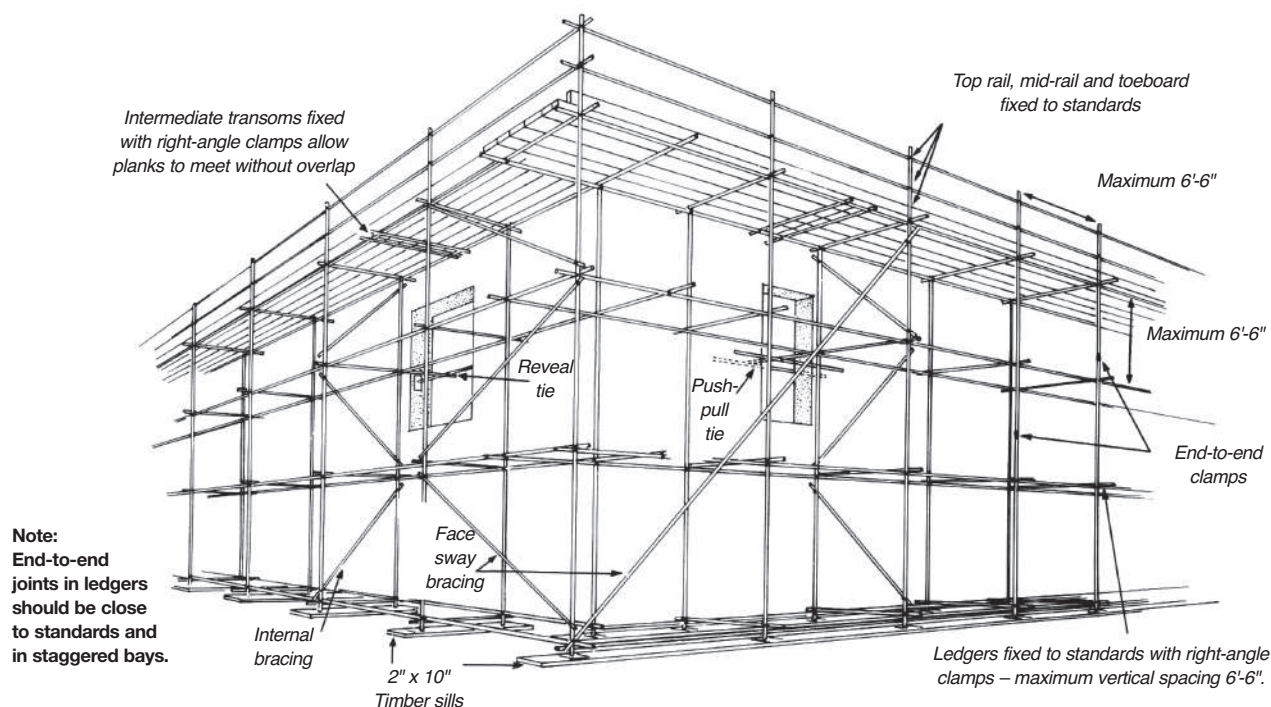 Top rail, mid-rail and toeboard
fixed to standards
Intermediate transoms fixed
with right-angle clamps allow
planks to meet without overlap
Maximum 6'-6"
Maximum 6'-6"
Reveal
tie
Push-
pull
tie
End-to-end
clamps
Note:
End-to-end
joints in ledgers
should be close
to standards and
in staggered bays.
Face
sway
bracing
Internal
bracing
2" x 10"
Timber sills
Ledgers fixed to standards with right-angle
clamps – maximum vertical spacing 6'-6".